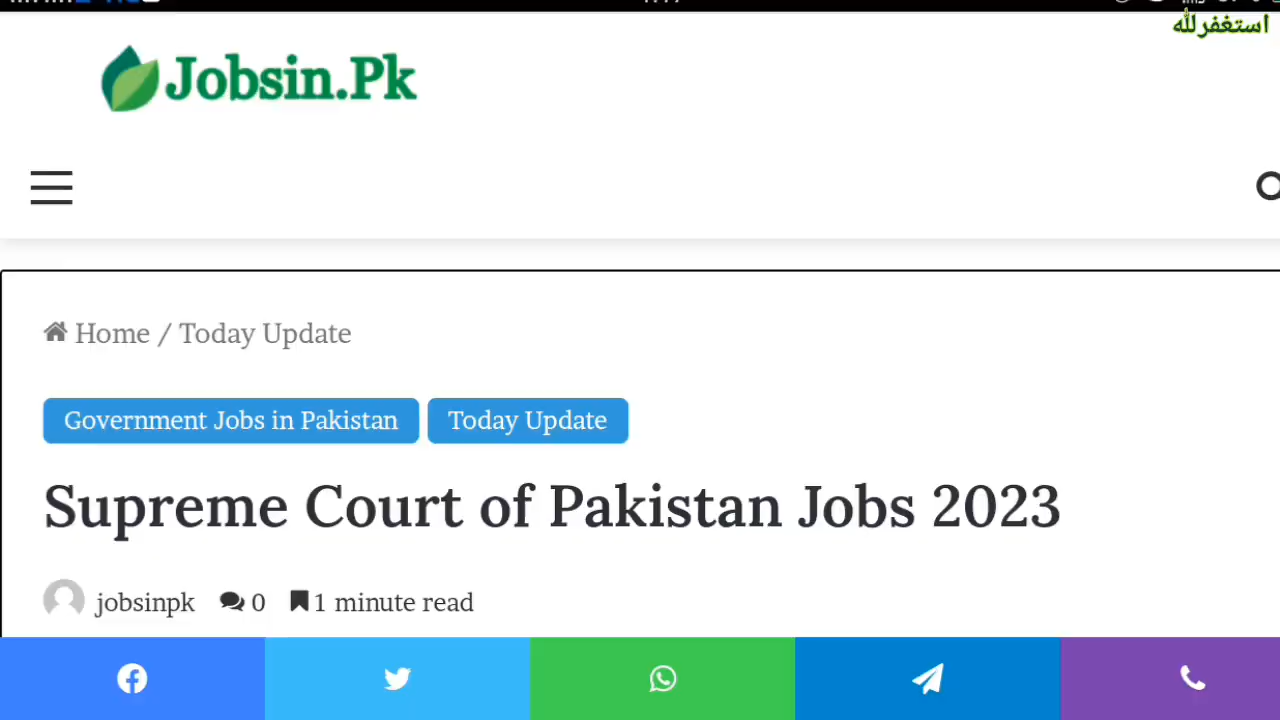 استغفرللّٰه
Jobsin.Pk
Home / Today Update
Government Jobs in Pakistan
Today Update
Supreme Court of Pakistan Jobs 2023
jobsinpk 0 1 minute read